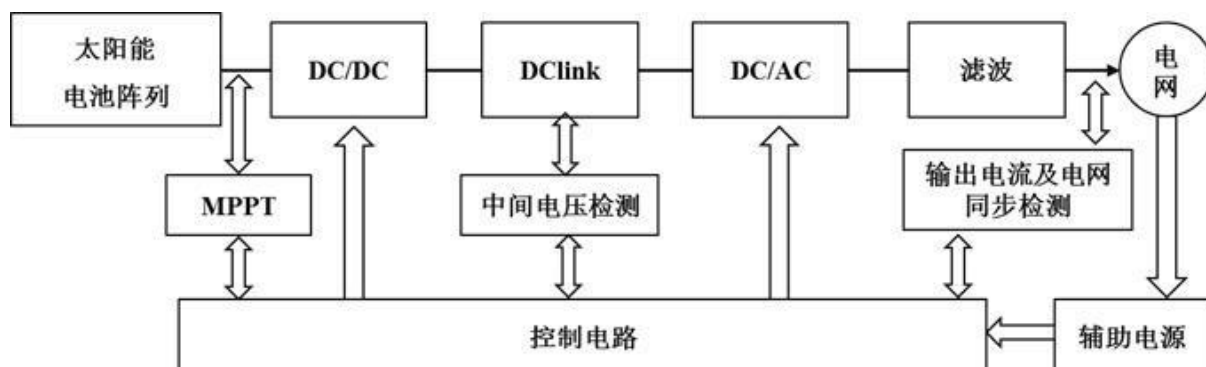 太阳能
电池阵列
DC/DC
DClink
DC/AC
滤波
电
网
MPPT
中间电压检测
输出电流及电网
同步检测
控制电路
辅助电源